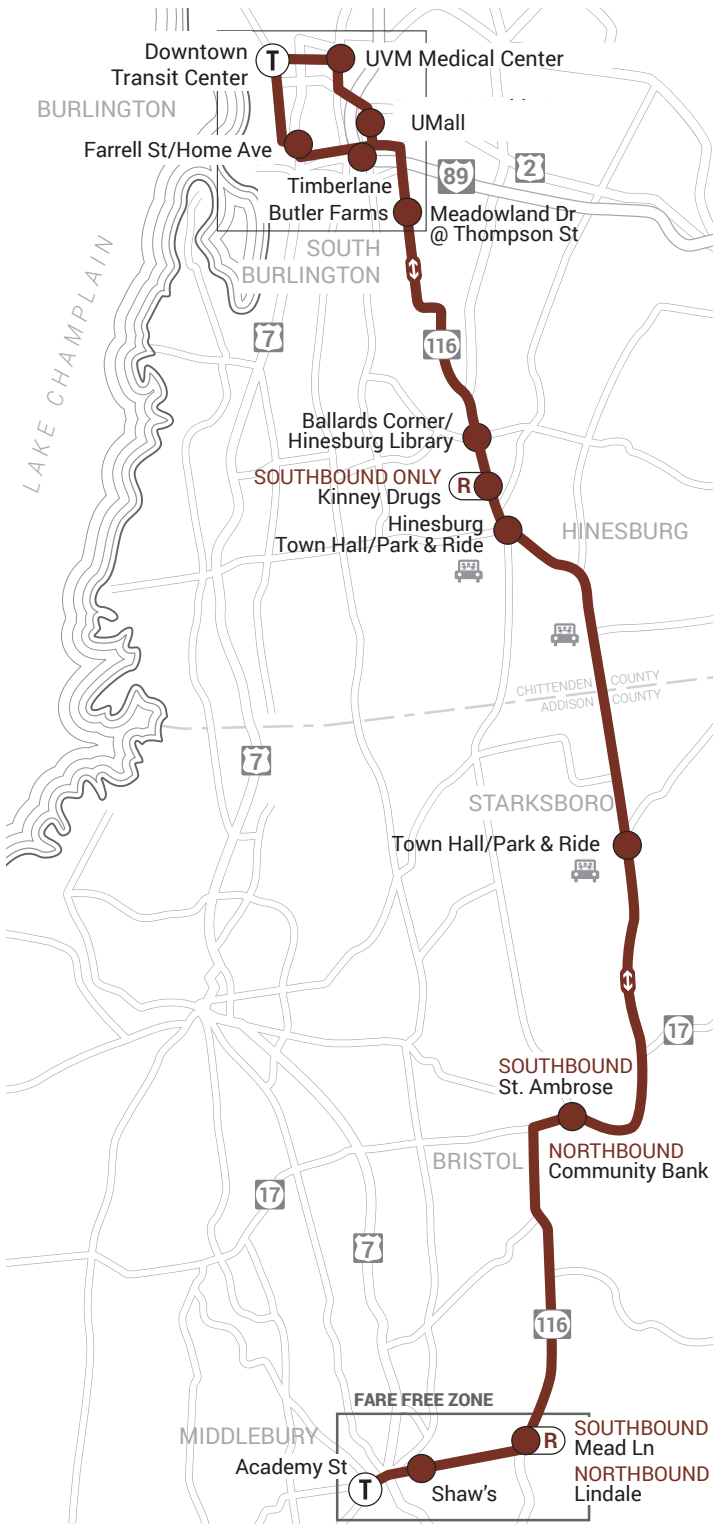 Downtown
Transit Center
T
UVM Medical Center
BURLINGTON
UMall
Farrell St/Home Ave
Timberlane
89
2
Butler Farms
Meadowland Dr
@ Thompson St
SOUTH
BURLINGTON
LAKE CHAMPLAIN
7
116
Ballards Corner/
Hinesburg Library
SOUTHBOUND ONLY
Kinney Drugs
R
Hinesburg
Town Hall/Park & Ride
HINESBURG
CHITTENDEN COUNTY
ADDISON COUNTY
7
STARKSBORO
Town Hall/Park & Ride
17
SOUTHBOUND
St. Ambrose
BRISTOL
NORTHBOUND
Community Bank
17
7
116
FARE FREE ZONE
MIDDLEBURY
SOUTHBOUND
Mead Ln
R
Academy St
T
Shaw's
NORTHBOUND
Lindale